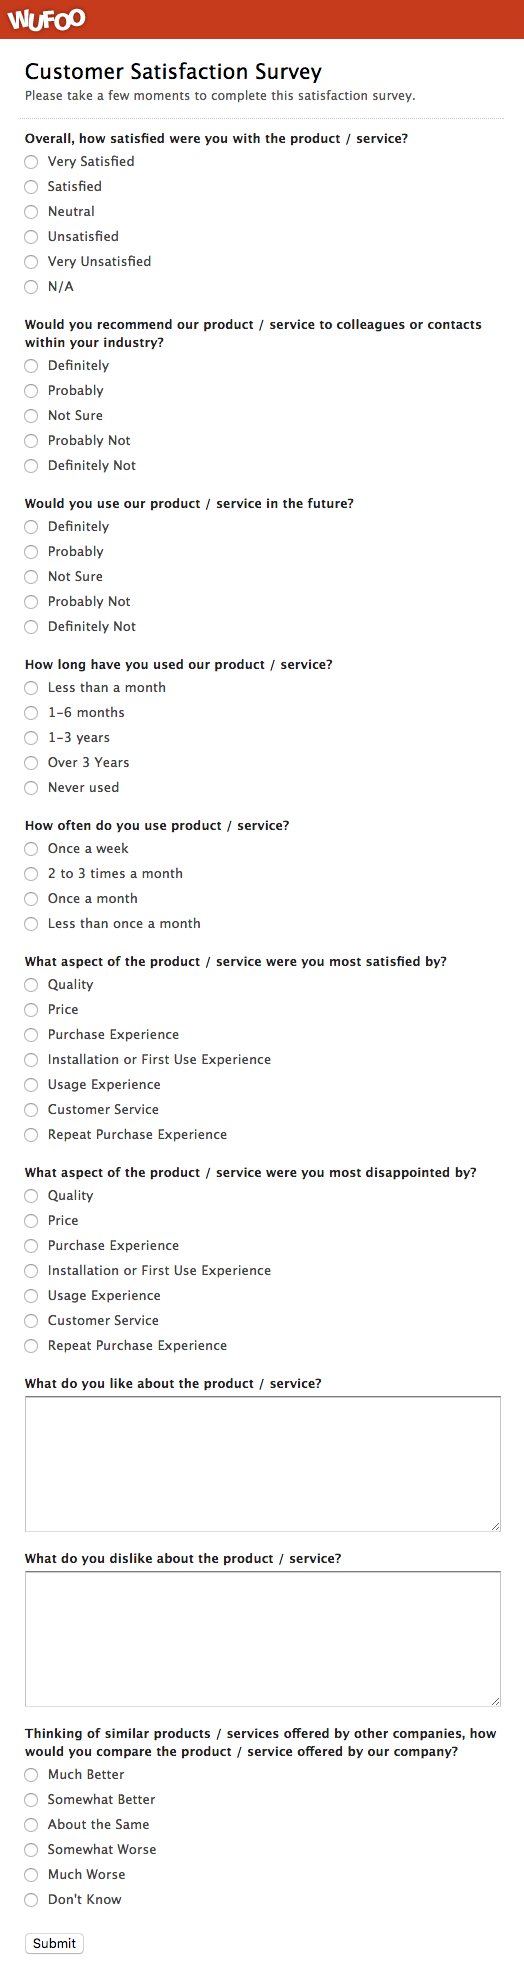 WUFOO
Customer Satisfaction Survey
Please take a few moments to complete this satisfaction survey.
Overall, how satisfied were you with the product / service?
Very Satisfied
Satisfied
Neutral
Unsatisfied
Very Unsatisfied
N/A
Would you recommend our product / service to colleagues or contacts
within your industry?
Definitely
Probably
Not Sure
Probably Not
Definitely Not
Would you use our product / service in the future?
Definitely
Probably
Not Sure
Probably Not
Definitely Not
How long have you used our product / service?
Less than a month
1-6 months
1-3 years
Over 3 Years
Never used
How often do you use product / service?
Once a week
2 to 3 times a month
Once a month
Less than once a month
What aspect of the product / service were you most satisfied by?
Quality
Price
Purchase Experience
Installation or First Use Experience
Usage Experience
Customer Service
Repeat Purchase Experience
What aspect of the product / service were you most disappointed by?
Quality
Price
Purchase Experience
Installation or First Use Experience
Usage Experience
Customer Service
Repeat Purchase Experience
What do you like about the product / service?
What do you dislike about the product / service?
Thinking of similar products / services offered by other companies, how
would you compare the product / service offered by our company?
Much Better
Somewhat Better
About the Same
Somewhat Worse
Much Worse
Don't Know
Submit